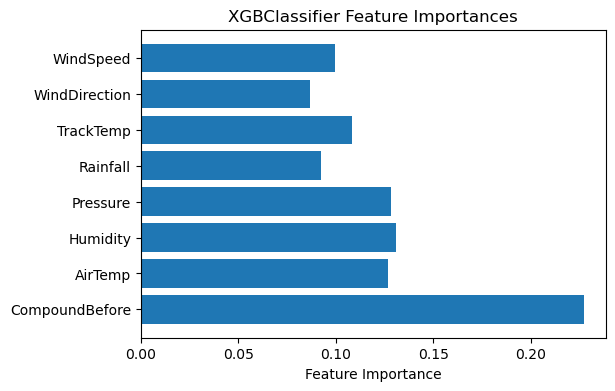 XGBClassifier Feature Importances
WindSpeed
WindDirection
TrackTemp
Rainfall
Pressure
Humidity
AirTemp
CompoundBefore
0.00 0.05 0.10 0.15 0.20
Feature Importance